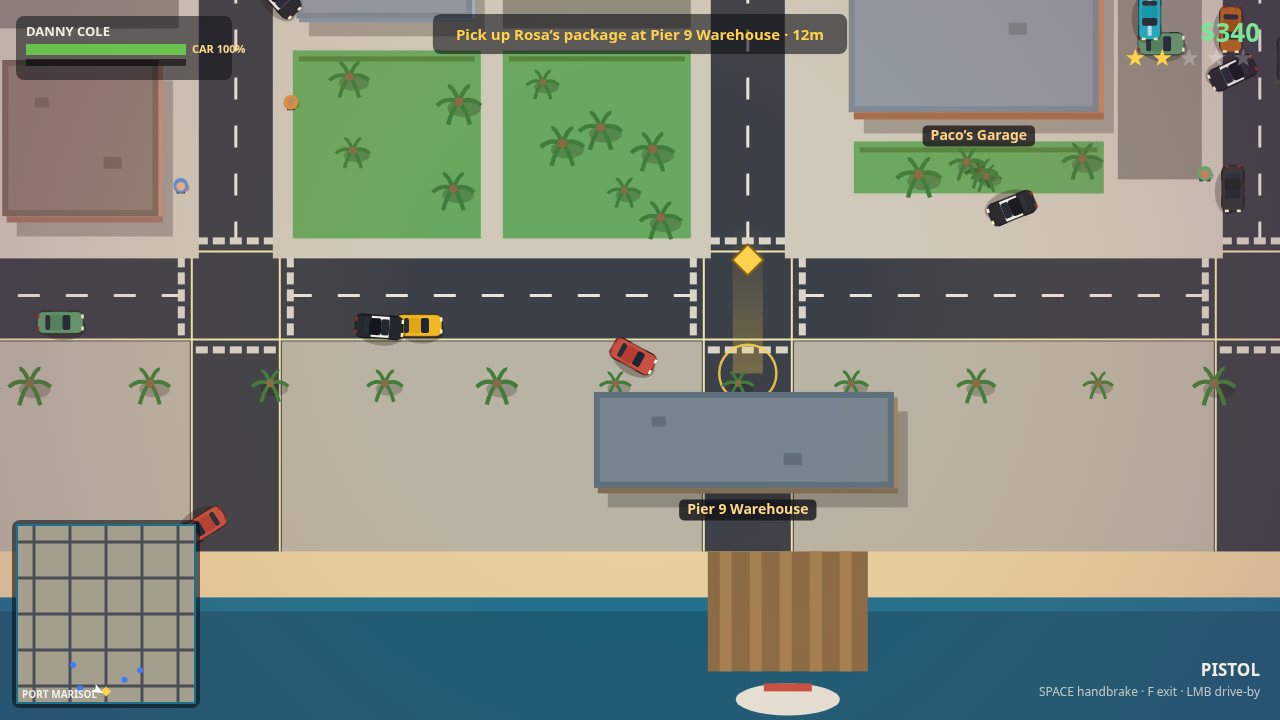 DANNY COLE
CAR 100%
Pick up Rosa's package at Pier 9 Warehouse · 12m
$340
Paco's Garage
Pier 9 Warehouse
PORT MARISOL
PISTOL
SPACE handbrake · F exit · LMB drive-by